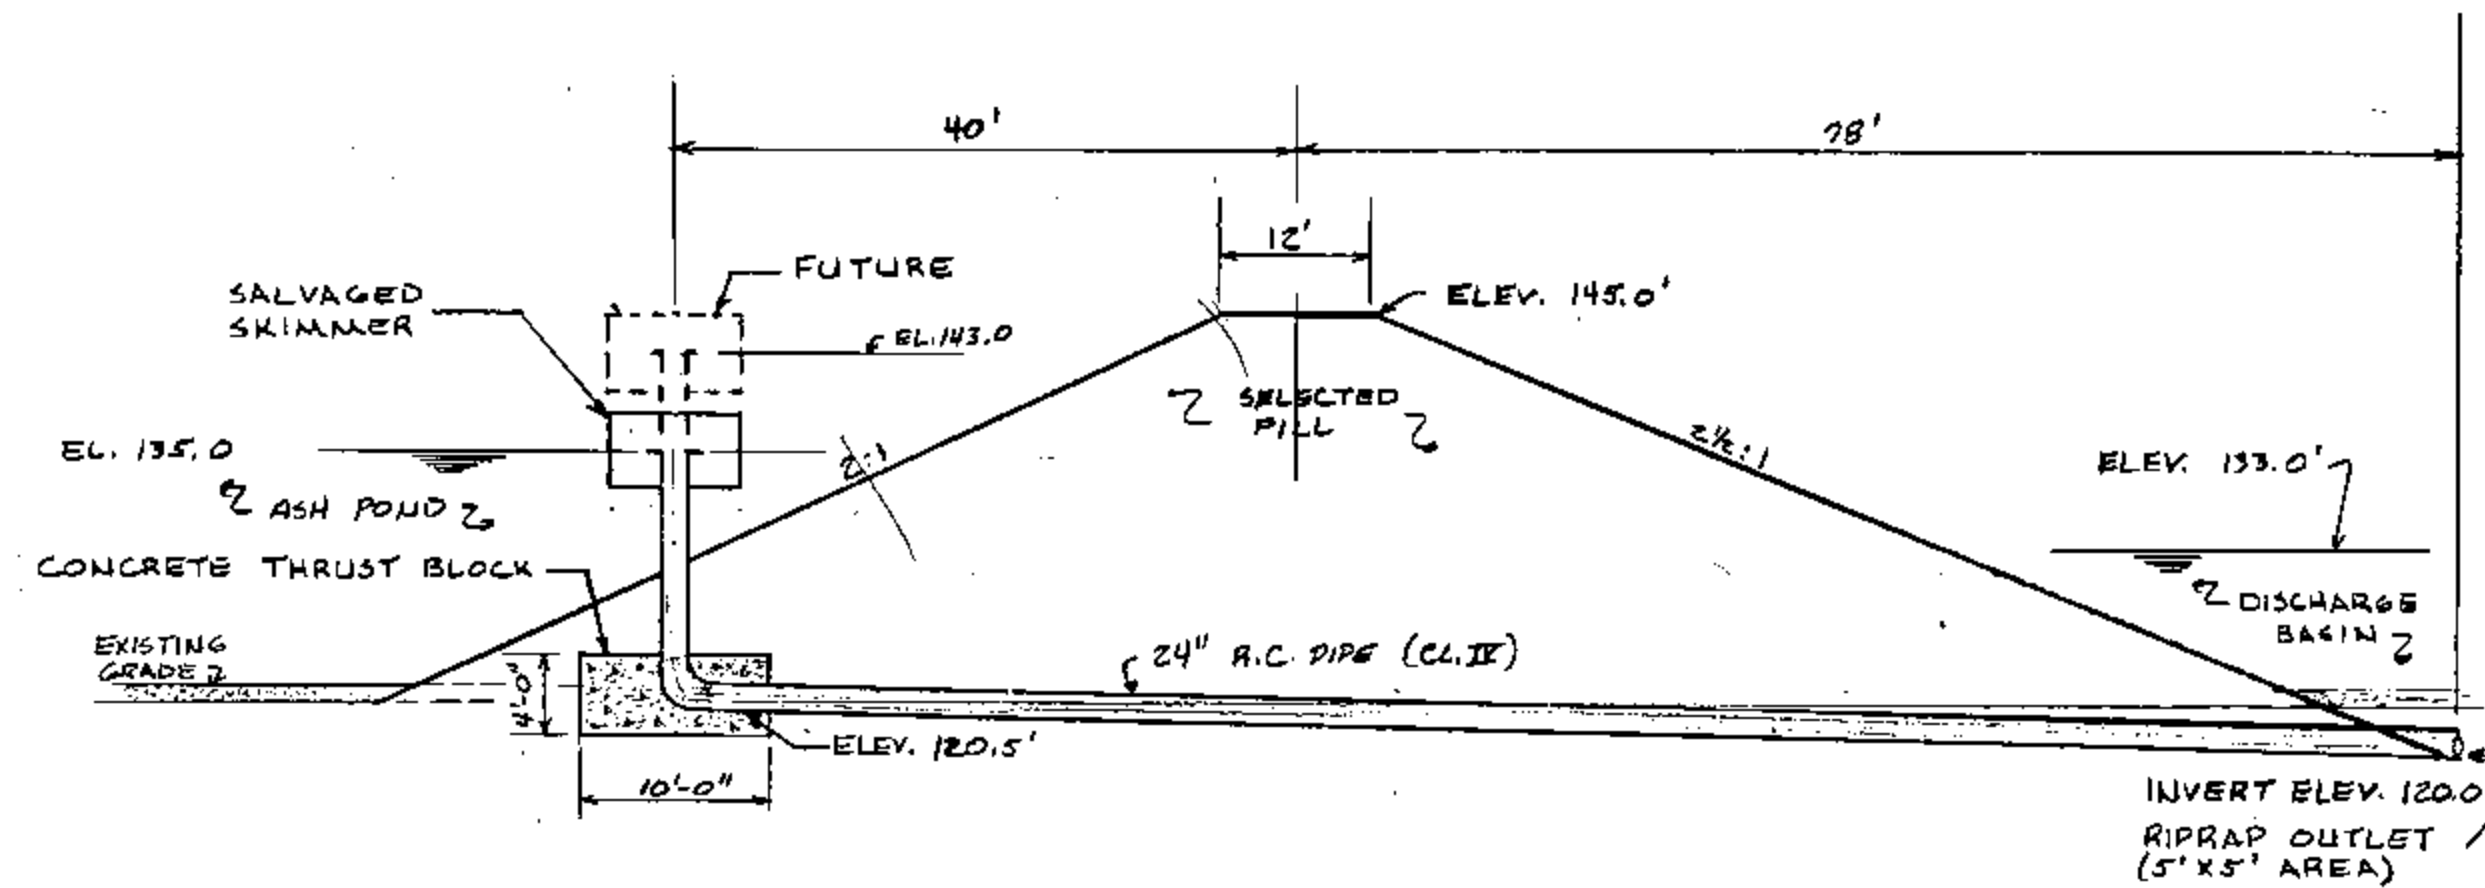 40'
78'
12'
FUTURE
SALVAGED
SKIMMER
ELEV. 145.0'
EL. 143.0
SELECTED
FILL
2:1
2½:1
EL. 135.0
ASH POND
ELEV. 133.0'
DISCHARGE
BASIN
CONCRETE THRUST BLOCK
EXISTING
GRADE
4'-0"
24" R.C. PIPE (CL. IV)
ELEV. 120.5'
10'-0"
INVERT ELEV. 120.0
RIPRAP OUTLET
(5'X5' AREA)